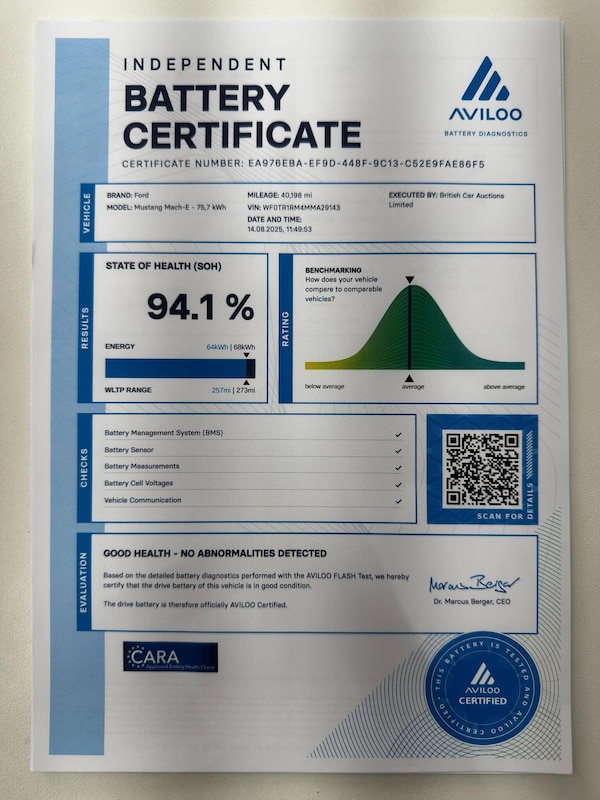 INDEPENDENT
BATTERY
CERTIFICATE
AVILOO
BATTERY DIAGNOSTICS
CERTIFICATE NUMBER: EA976EBA-EF9D-448F-9C13-C52E9FAE86F5
VEHICLE
BRAND: Ford
MODEL: Mustang Mach-E - 75,7 kWh
MILEAGE: 40,198 mi
VIN: WF0TR1RM4MMA29143
DATE AND TIME:
14.08.2025, 11:49:53
EXECUTED BY: British Car Auctions
Limited
RESULTS
STATE OF HEALTH (SOH)
94.1 %
ENERGY
64kWh | 68kWh
WLTP RANGE
257mi | 273mi
RATING
BENCHMARKING
How does your vehicle
compare to comparable
vehicles?
below average
average
above average
CHECKS
Battery Management System (BMS)
Battery Sensor
Battery Measurements
Battery Cell Voltages
Vehicle Communication
SCAN FOR DETAILS
EVALUATION
GOOD HEALTH - NO ABNORMALITIES DETECTED
Based on the detailed battery diagnostics performed with the AVILOO FLASH Test, we hereby
certify that the drive battery of this vehicle is in good condition.
The drive battery is therefore officially AVILOO Certified.
Marcus Berger
Dr. Marcus Berger, CEO
CARA
Approved Battery Health Check
THIS BATTERY IS TESTED AND AVILOO CERTIFIED
AVILOO
CERTIFIED